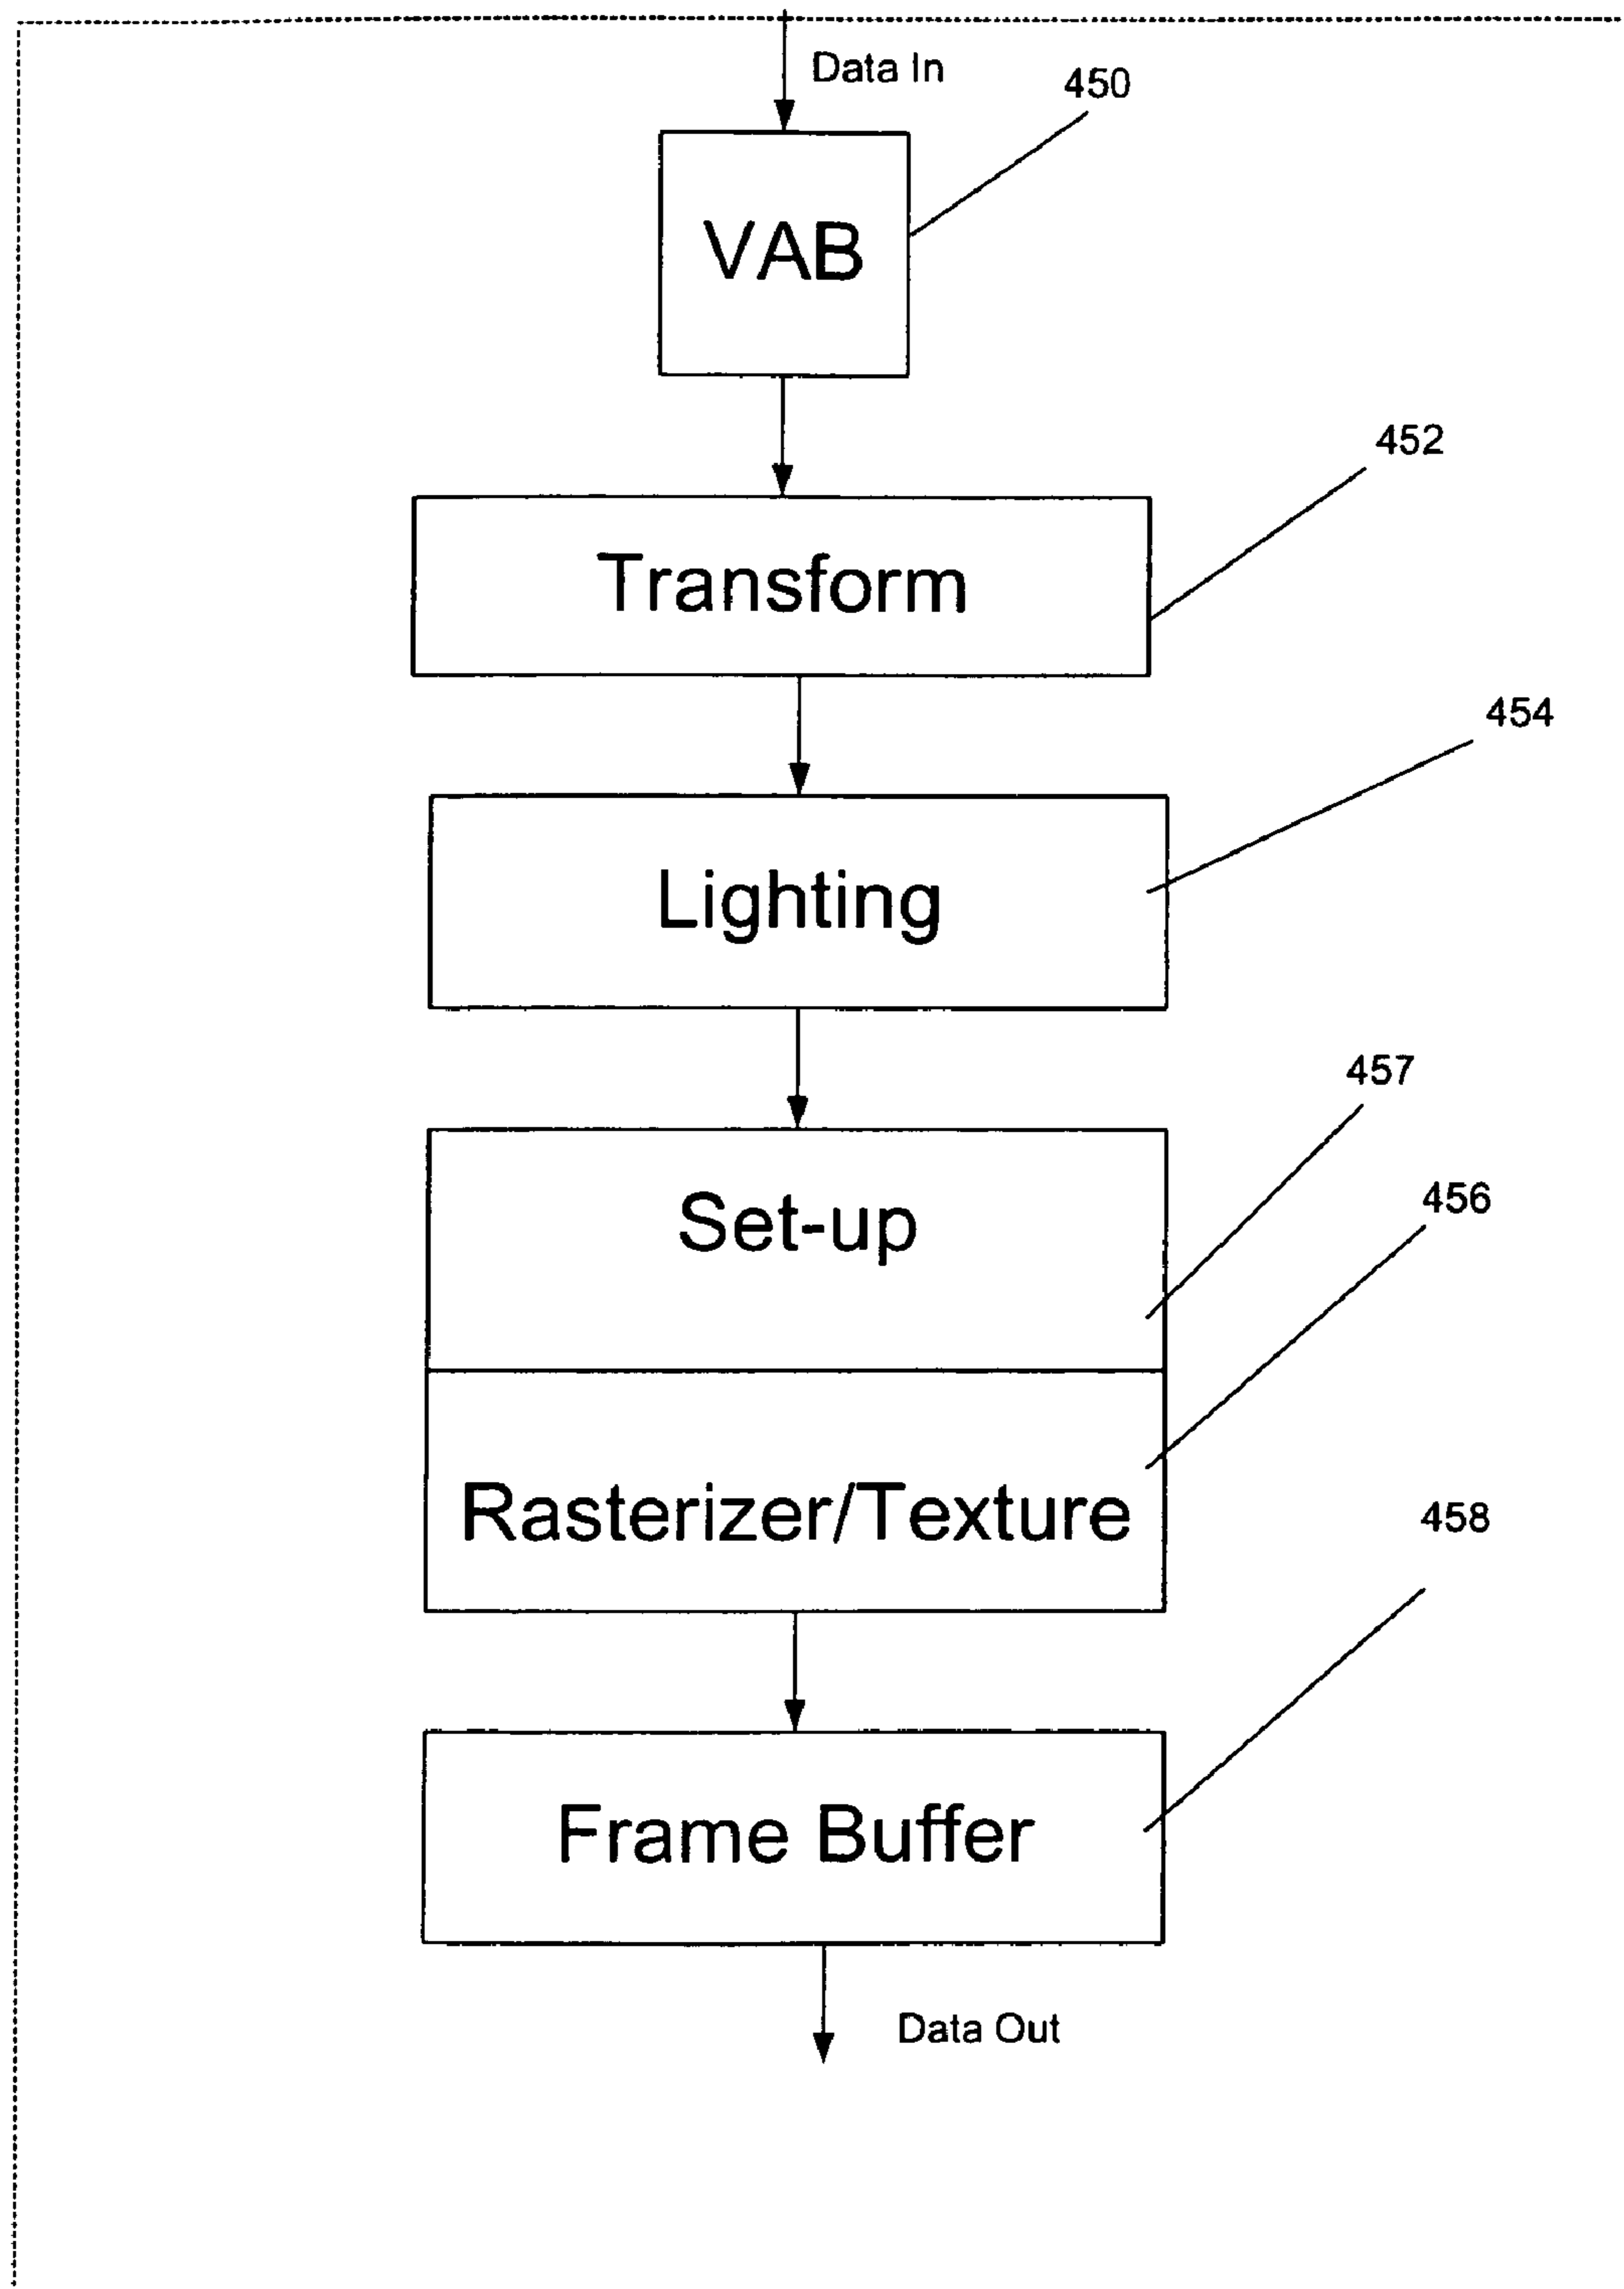 Data In
450
VAB
452
Transform
454
Lighting
457
Set-up
456
Rasterizer/Texture
458
Frame Buffer
Data Out